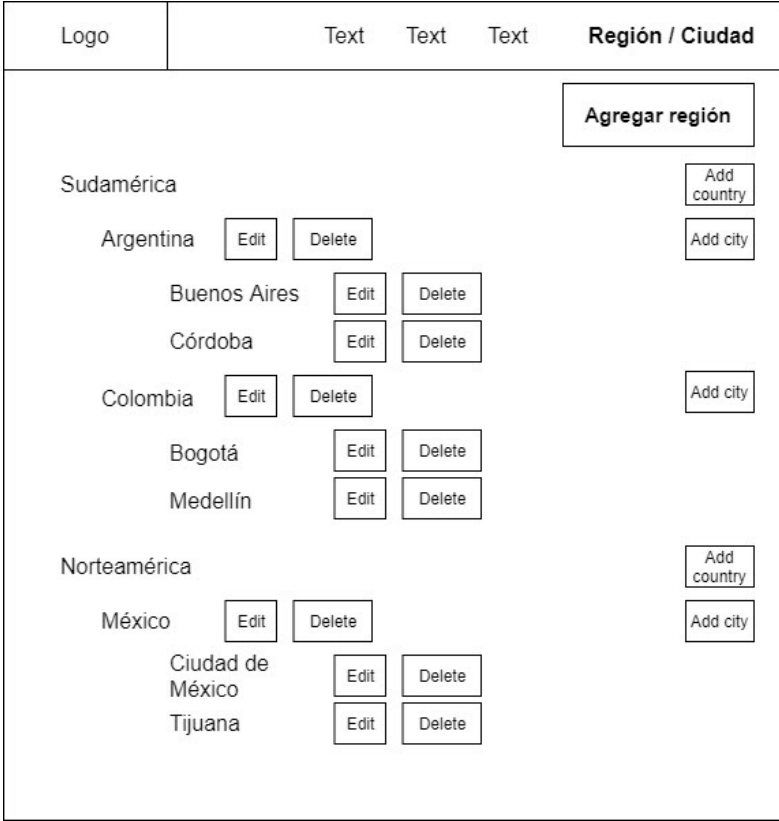 Logo Text Text Text Región / Ciudad
Agregar región
Sudamérica Add country
Argentina Edit Delete Add city
Buenos Aires Edit Delete
Córdoba Edit Delete
Colombia Edit Delete Add city
Bogotá Edit Delete
Medellín Edit Delete
Norteamérica Add country
México Edit Delete Add city
Ciudad de
México Edit Delete
Tijuana Edit Delete